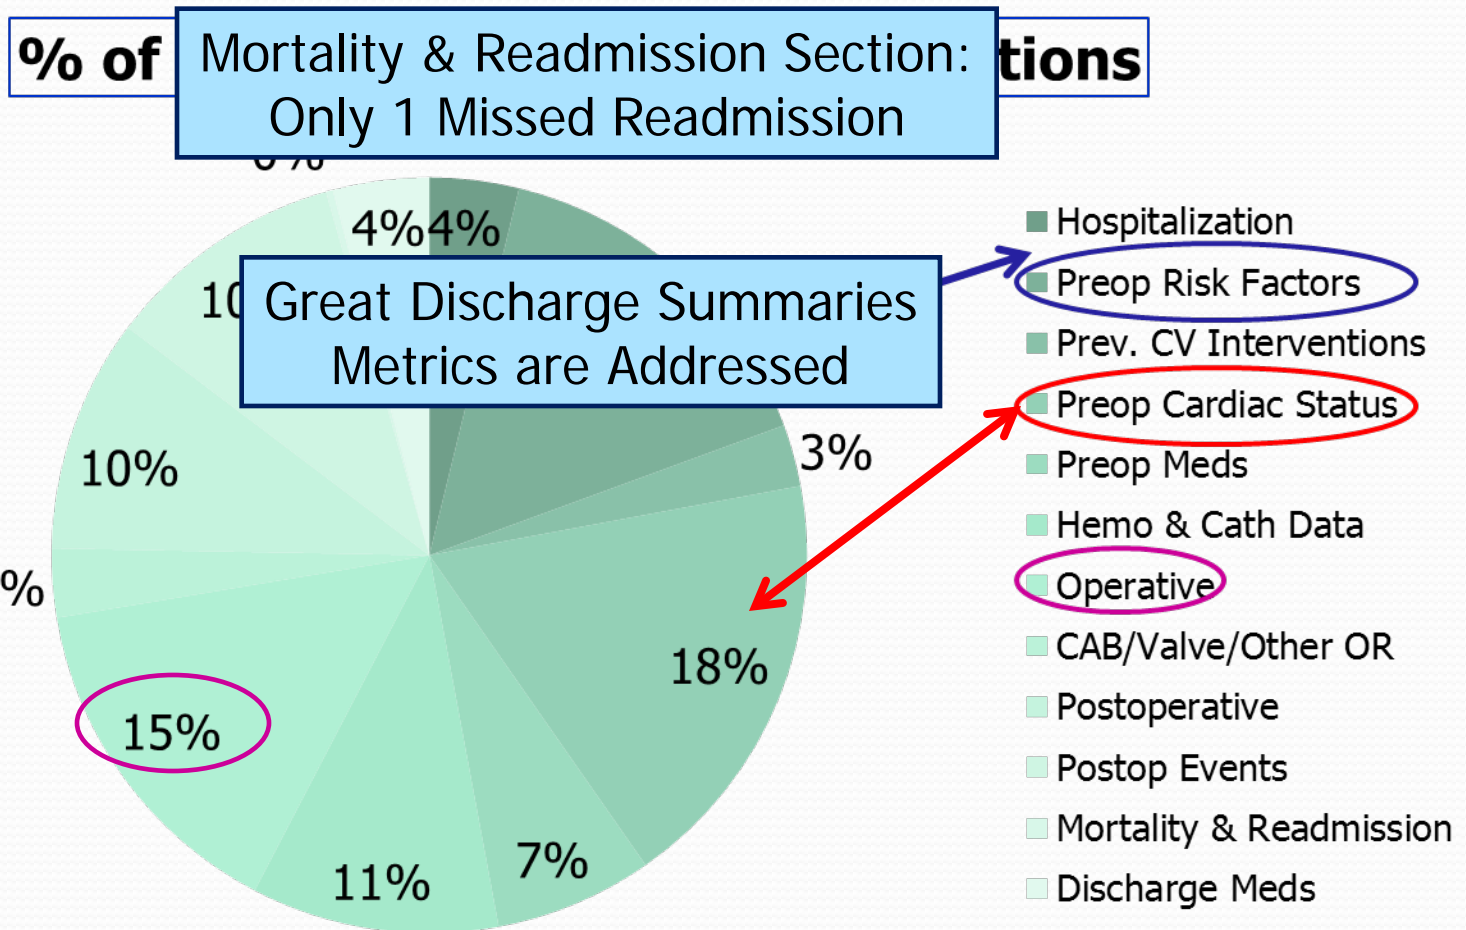 % of
tions
Mortality & Readmission Section:
Only 1 Missed Readmission
4%
4%
10
Great Discharge Summaries
Metrics are Addressed
3%
10%
%
18%
15%
7%
11%
Hospitalization
Preop Risk Factors
Prev. CV Interventions
Preop Cardiac Status
Preop Meds
Hemo & Cath Data
Operative
CAB/Valve/Other OR
Postoperative
Postop Events
Mortality & Readmission
Discharge Meds